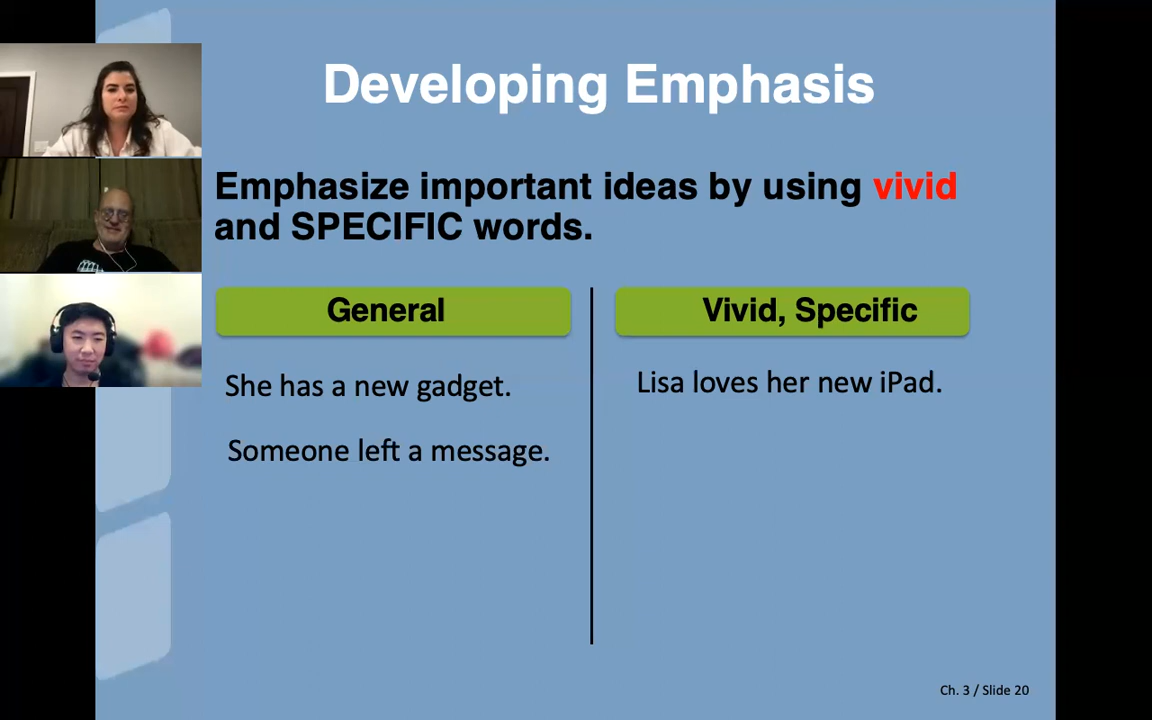 Developing Emphasis
Emphasize important ideas by using vivid
and SPECIFIC words.
General
Vivid, Specific
She has a new gadget.
Lisa loves her new iPad.
Someone left a message.
Ch. 3 / Slide 20